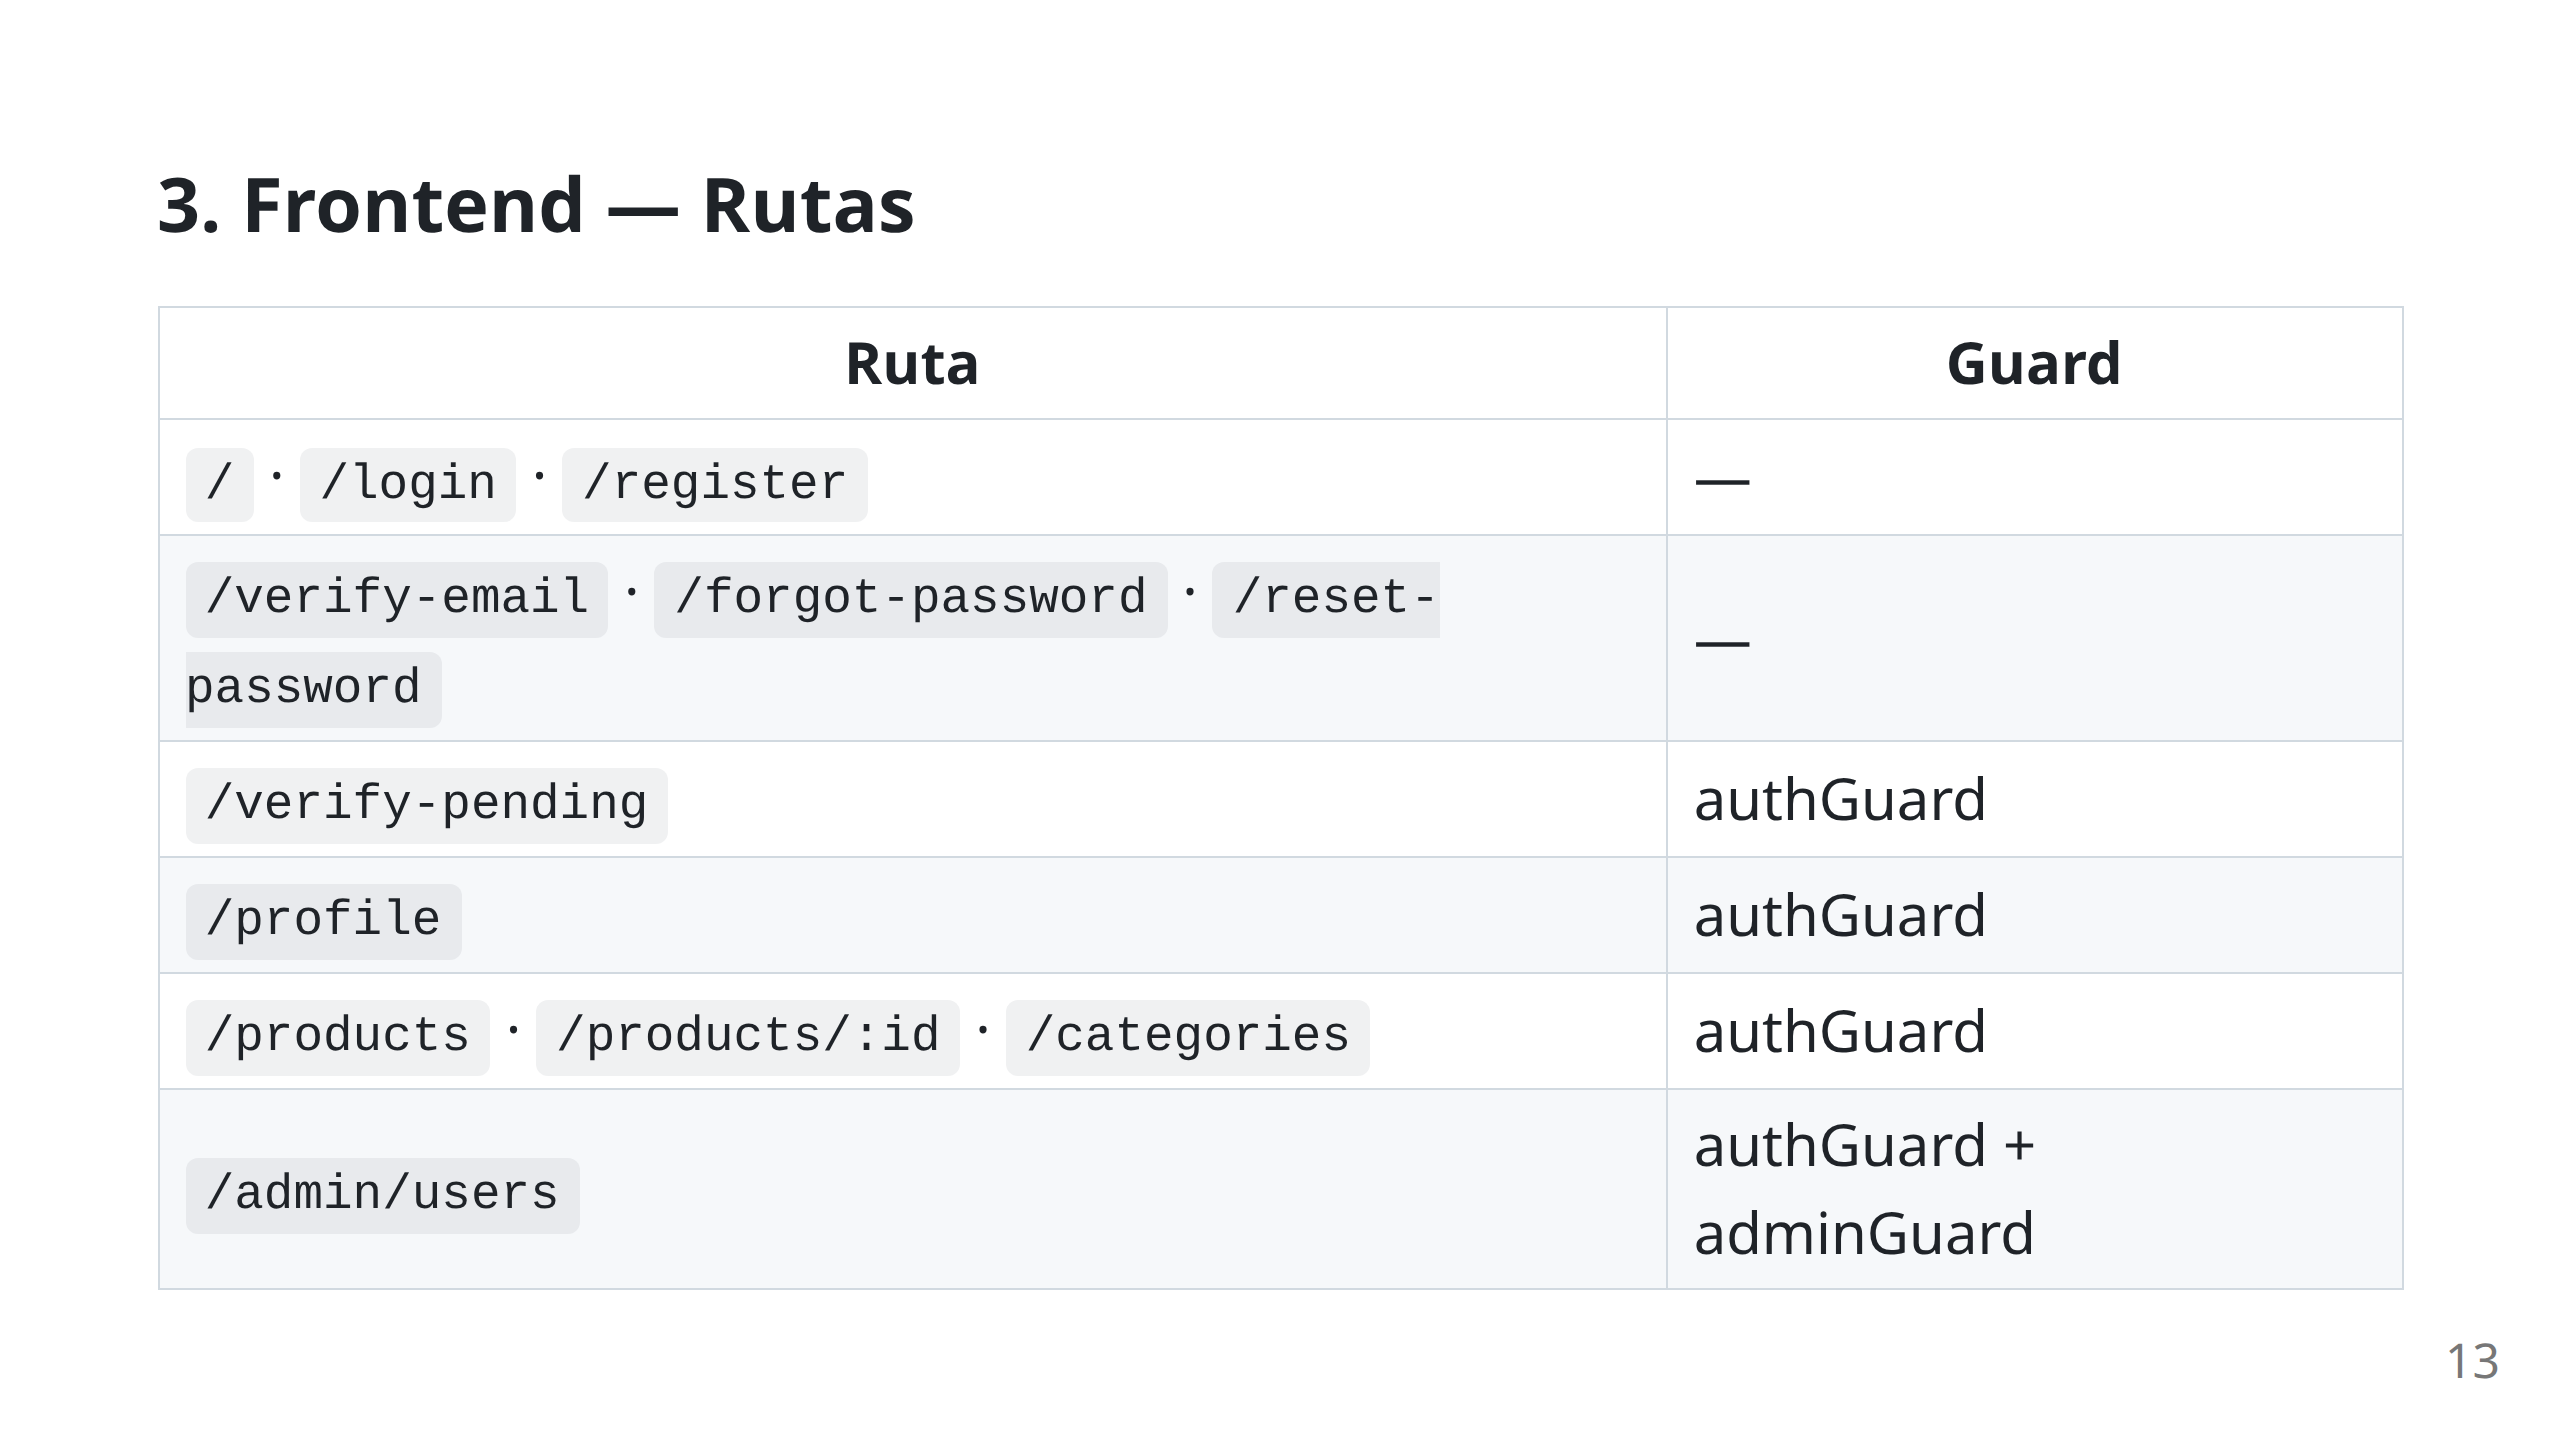 3. Frontend — Rutas
Ruta Guard
/ · /login · /register —
/verify-email · /forgot-password · /reset-
password —
/verify-pending authGuard
/profile authGuard
/products · /products/:id · /categories authGuard
/admin/users authGuard +
adminGuard
13